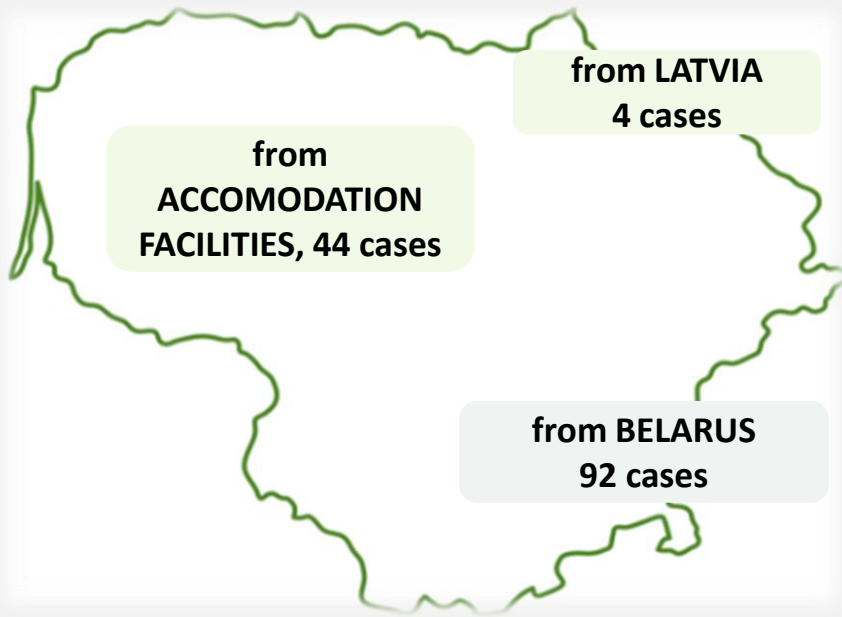 from LATVIA
4 cases
from
ACCOMODATION
FACILITIES, 44 cases
from BELARUS
92 cases